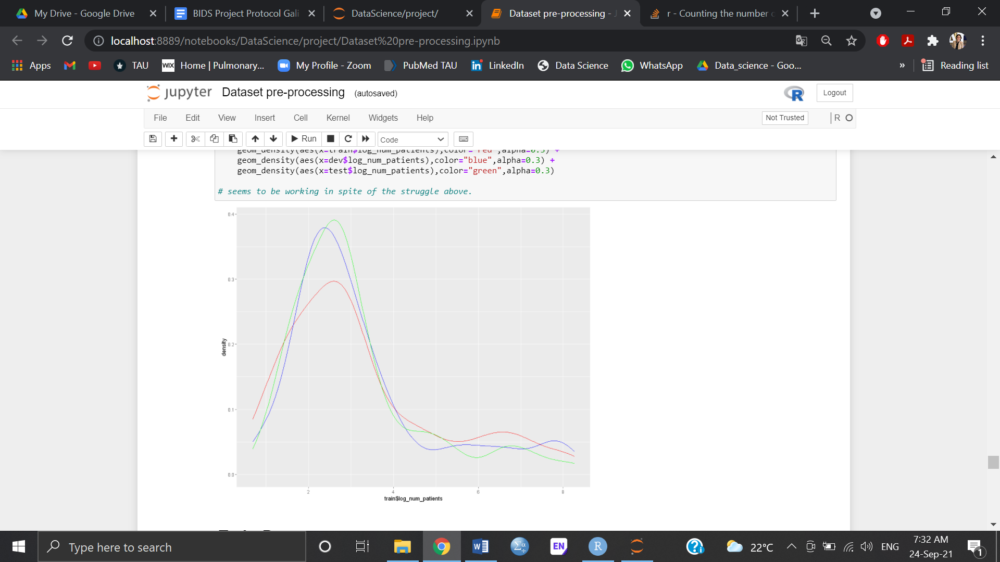 My Drive - Google Drive
BIDS Project Protocol Gali
DataScience/project/
Dataset pre-processing - J
r - Counting the number o
localhost:8889/notebooks/DataScience/project/Dataset%20pre-processing.ipynb
Apps
TAU
WIX
Home | Pulmonary...
My Profile - Zoom
PubMed TAU
LinkedIn
Data Science
WhatsApp
Data_science - Goo...
»
Reading list
jupyter
Dataset pre-processing
(autosaved)
R
Logout
File
Edit
View
Insert
Cell
Kernel
Widgets
Help
Not Trusted
R
Run
Code
geom_density(aes(x=train$log_num_patients),color="red",alpha=0.3) +
geom_density(aes(x=dev$log_num_patients),color="blue",alpha=0.3) +
geom_density(aes(x=test$log_num_patients),color="green",alpha=0.3)
# seems to be working in spite of the struggle above.
0.4
0.3
0.2
0.1
0.0
density
2
4
6
8
train$log_num_patients
Type here to search
W
Σα
EN
R
22°C
ENG
7:32 AM
24-Sep-21
1